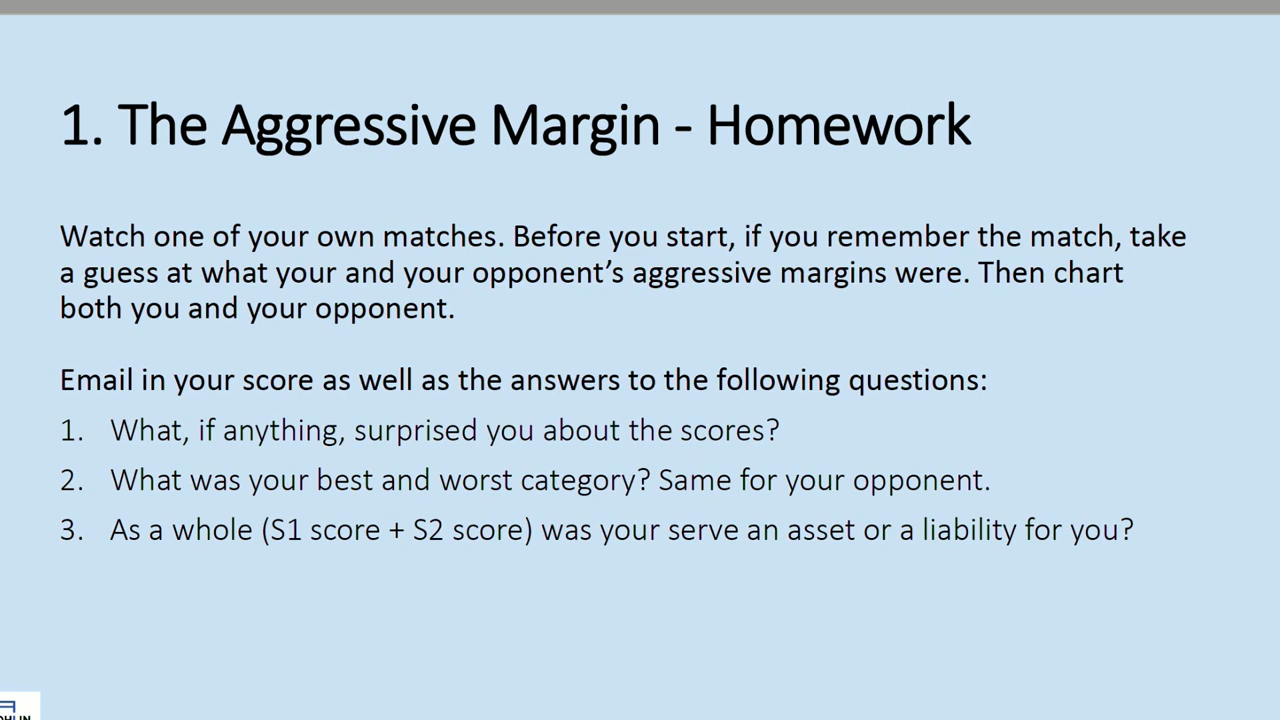 1. The Aggressive Margin - Homework
Watch one of your own matches. Before you start, if you remember the match, take
a guess at what your and your opponent’s aggressive margins were. Then chart
both you and your opponent.
Email in your score as well as the answers to the following questions:
1. What, if anything, surprised you about the scores?
2. What was your best and worst category? Same for your opponent.
3. As a whole (S1 score + S2 score) was your serve an asset or a liability for you?